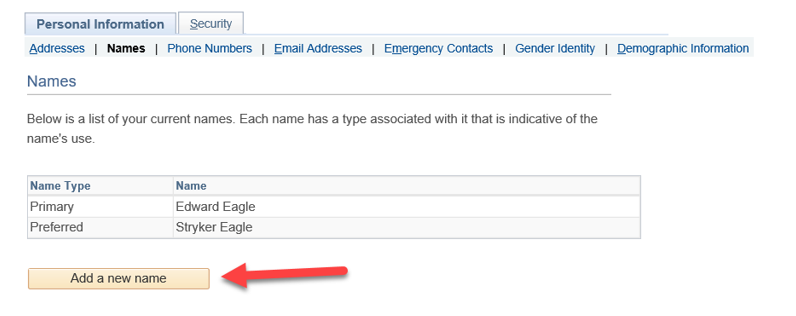 Personal Information Security
Addresses | Names | Phone Numbers | Email Addresses | Emergency Contacts | Gender Identity | Demographic Information
Names
Below is a list of your current names. Each name has a type associated with it that is indicative of the
name's use.
Name Type Name
Primary Edward Eagle
Preferred Stryker Eagle
Add a new name